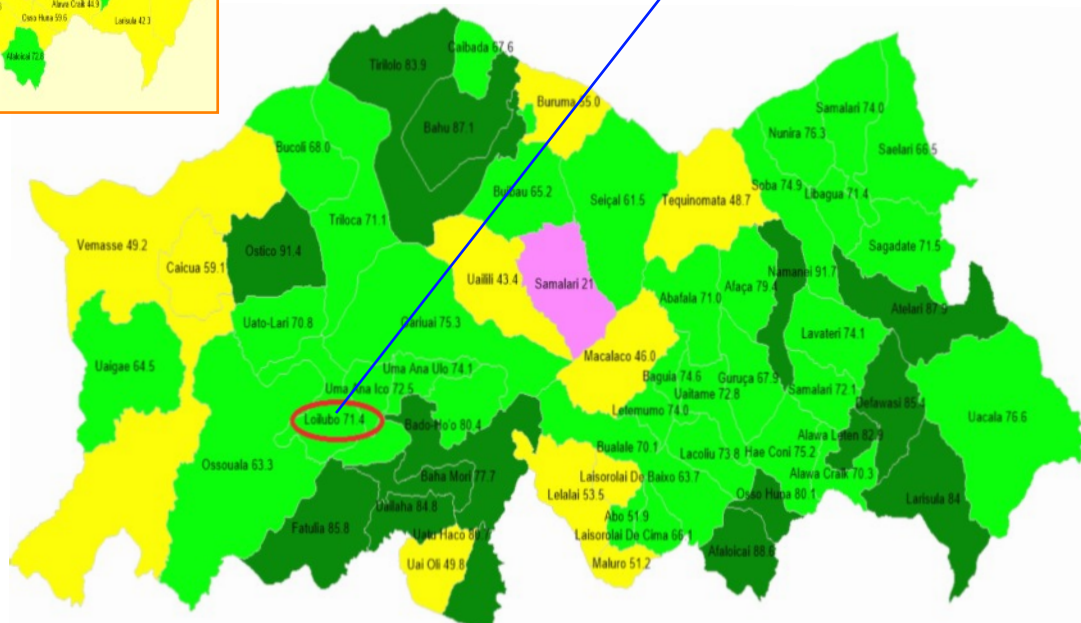 Alawa Craik 44.9
Osso Huna 59.6
Larisula 42.3
Afaloicai 72.0
Caibada 67.6
Tirilolo 83.9
Buruma 55.0
Samalari 74.0
Bahu 87.1
Nunira 76.3
Bucoli 68.0
Saelari 66.5
Buibau 65.2
Soba 74.9
Seiçal 61.5
Tequinomata 48.7
Libagua 71.4
Triloca 71.1
Vemasse 49.2
Ostico 91.4
Sagadate 71.5
Caicua 59.1
Uailili 43.4
Samalari 21
Namanei 91.7
Afaça 79.4
Abafala 71.0
Atelari 87.9
Uato-Lari 70.8
Gariuai 75.3
Lavateri 74.1
Macalaco 46.0
Uaigae 64.5
Uma Ana Ulo 74.1
Baguia 74.6
Guruça 67.9
Uma Ana Ico 72.5
Uaitame 72.8
Samalari 72.1
Defawasi 85.4
Letemumo 74.0
Uacala 76.6
Loilubo 71.4
Bado-Ho'o 80.4
Alawa Leten 82.9
Bualale 70.1
Lacoliu 73.8
Hae Coni 75.2
Ossouala 63.3
Baha Mori 77.7
Laisorolai De Baixo 63.7
Alawa Craik 70.3
Lelalai 53.5
Osso Huna 80.1
Larisula 84
Uallaha 84.8
Abo 51.9
Fatulia 85.8
Uatu Haco 80.7
Laisorolai De Cima 66.1
Afaloicai 88.6
Uai Oli 49.8
Maluro 51.2